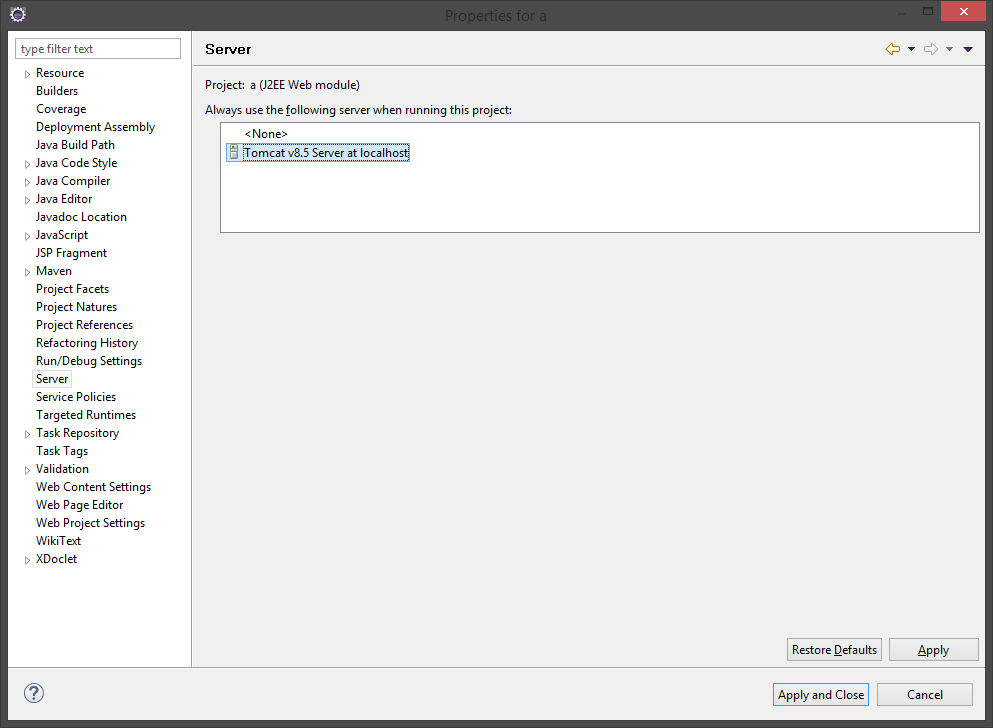 Properties for a
type filter text
Resource
Builders
Coverage
Deployment Assembly
Java Build Path
Java Code Style
Java Compiler
Java Editor
Javadoc Location
JavaScript
JSP Fragment
Maven
Project Facets
Project Natures
Project References
Refactoring History
Run/Debug Settings
Server
Service Policies
Targeted Runtimes
Task Repository
Task Tags
Validation
Web Content Settings
Web Page Editor
Web Project Settings
WikiText
XDoclet
Server
Project: a (J2EE Web module)
Always use the following server when running this project:
<None>
Tomcat v8.5 Server at localhost
Restore Defaults
Apply
?
Apply and Close
Cancel